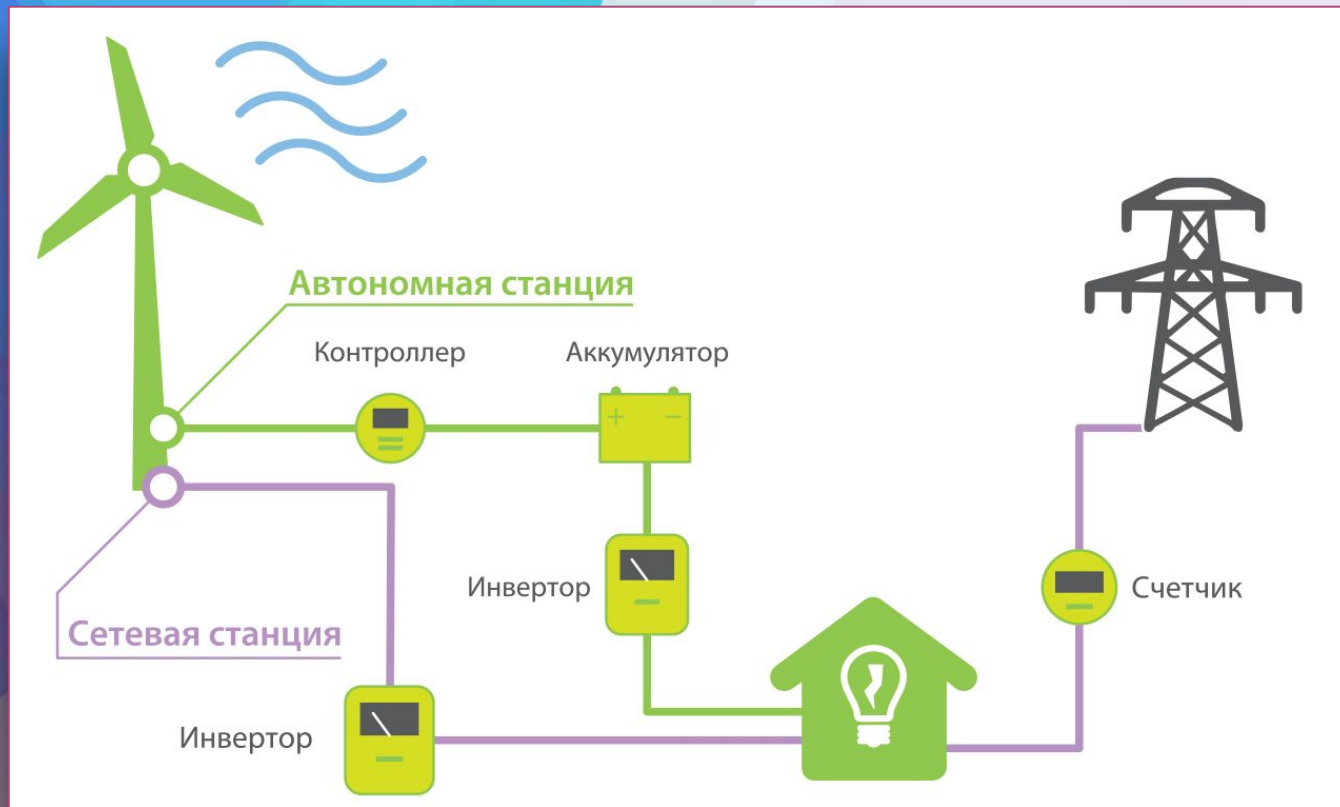 Автономная станция
Контроллер
Аккумулятор
+ −
Инвертор
Счетчик
Сетевая станция
Инвертор